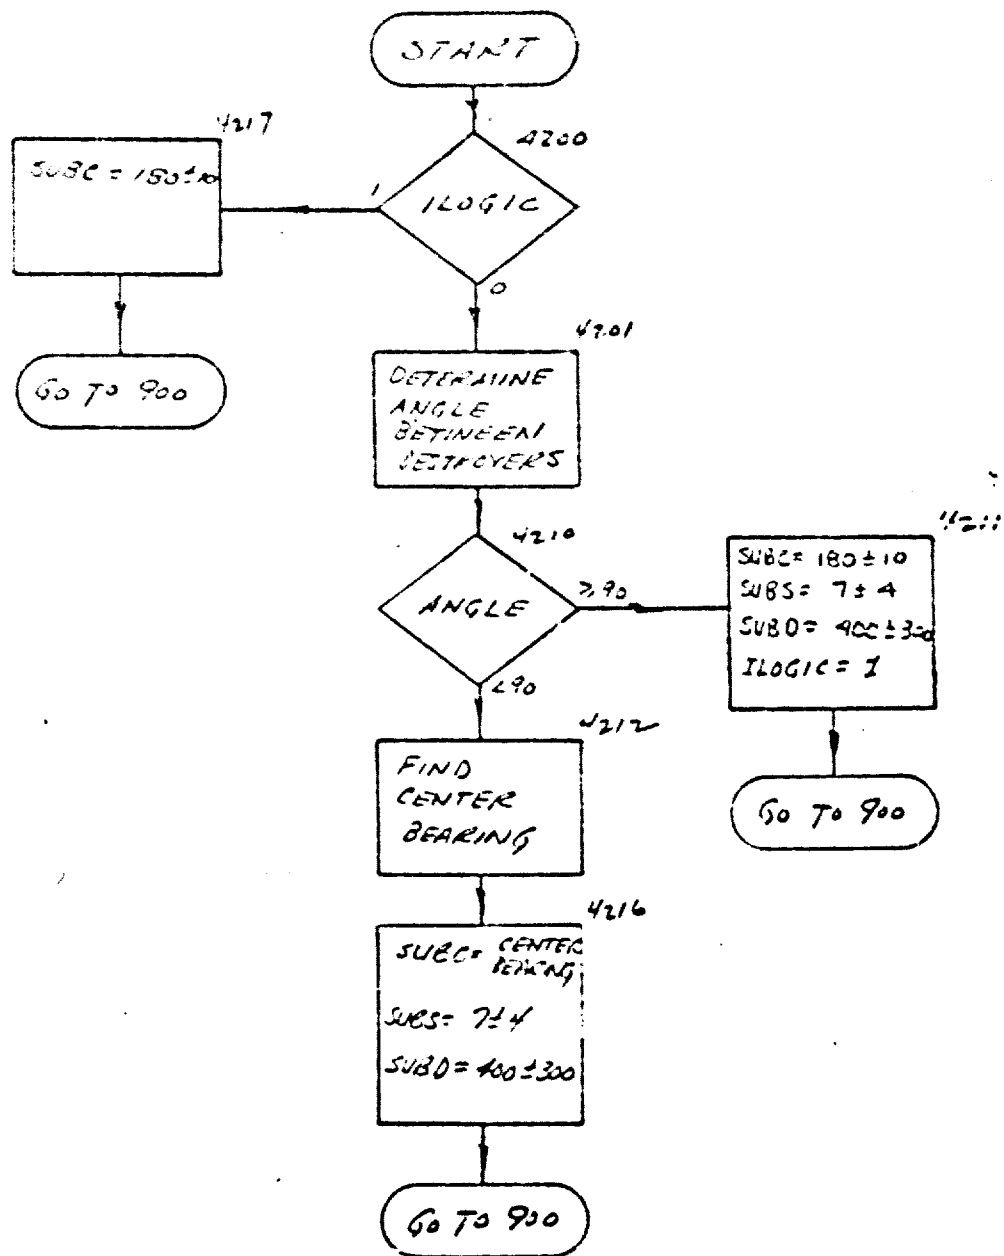 START
4200
ILOGIC
1
0
4217
SUBC = 180±10
GO TO 900
4201
DETERMINE
ANGLE
BETWEEN
DESTROYERS
4210
ANGLE
≥90
<90
4211
SUBC= 180±10
SUBS= 7±4
SUBD= 400±300
ILOGIC= 1
GO TO 900
4212
FIND
CENTER
BEARING
4216
SUBC= CENTER
BEARING
SUBS= 7±4
SUBD= 400±300
GO TO 900